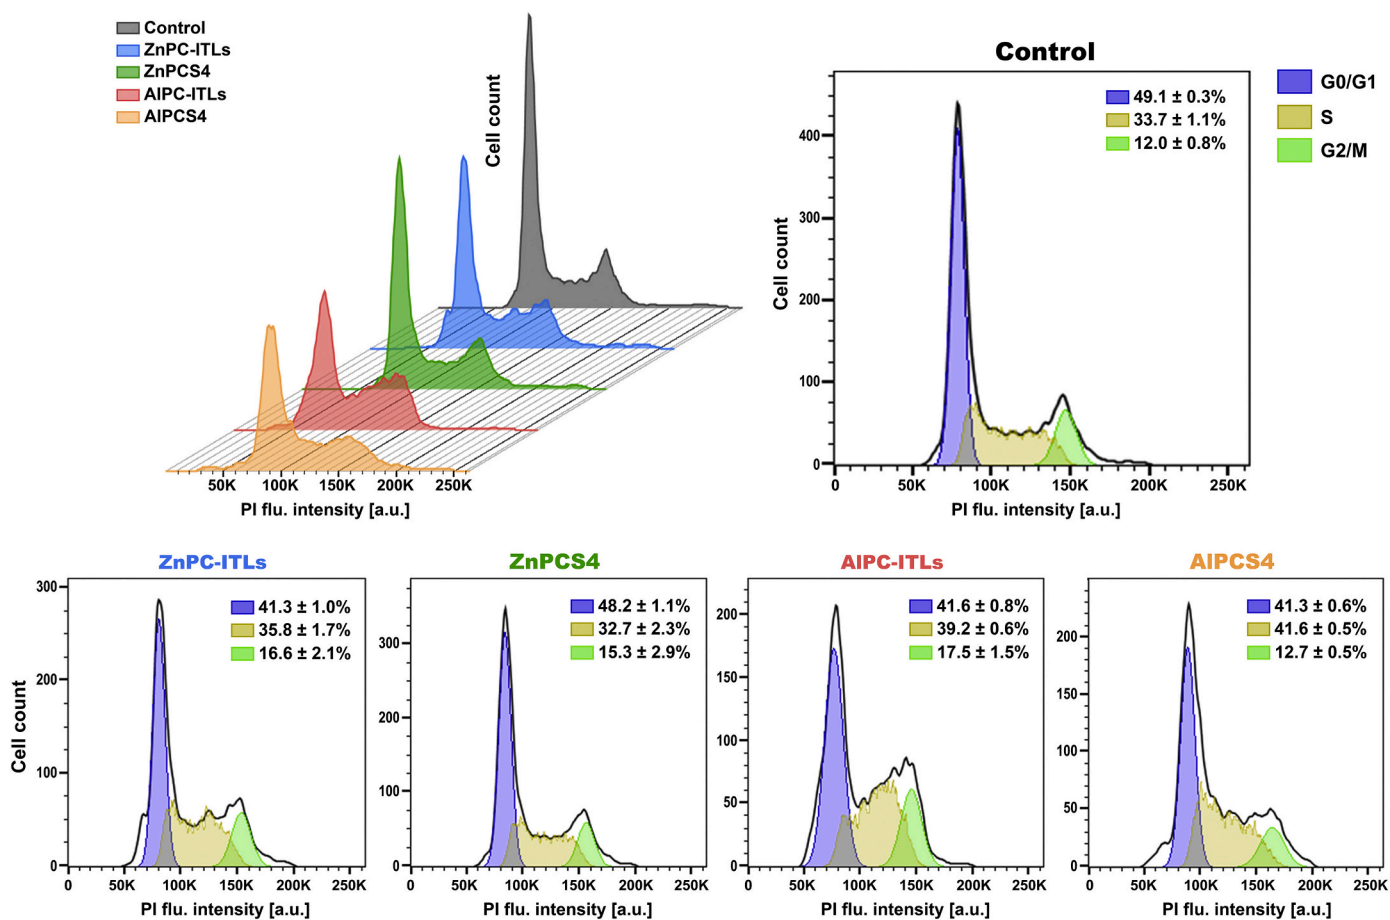 Control
ZnPC-ITLs
ZnPCS4
AlPC-ITLs
AlPCS4
Cell count
50K 100K 150K 200K 250K
PI flu. intensity [a.u.]
Control
49.1 ± 0.3%
33.7 ± 1.1%
12.0 ± 0.8%
G0/G1
S
G2/M
Cell count
400
300
200
100
0
0 50K 100K 150K 200K 250K
PI flu. intensity [a.u.]
ZnPC-ITLs
41.3 ± 1.0%
35.8 ± 1.7%
16.6 ± 2.1%
Cell count
300
200
100
0
0 50K 100K 150K 200K 250K
PI flu. intensity [a.u.]
ZnPCS4
48.2 ± 1.1%
32.7 ± 2.3%
15.3 ± 2.9%
300
200
100
0
0 50K 100K 150K 200K 250K
PI flu. intensity [a.u.]
AlPC-ITLs
41.6 ± 0.8%
39.2 ± 0.6%
17.5 ± 1.5%
200
150
100
50
0
0 50K 100K 150K 200K 250K
PI flu. intensity [a.u.]
AlPCS4
41.3 ± 0.6%
41.6 ± 0.5%
12.7 ± 0.5%
200
150
100
50
0
0 50K 100K 150K 200K 250K
PI flu. intensity [a.u.]